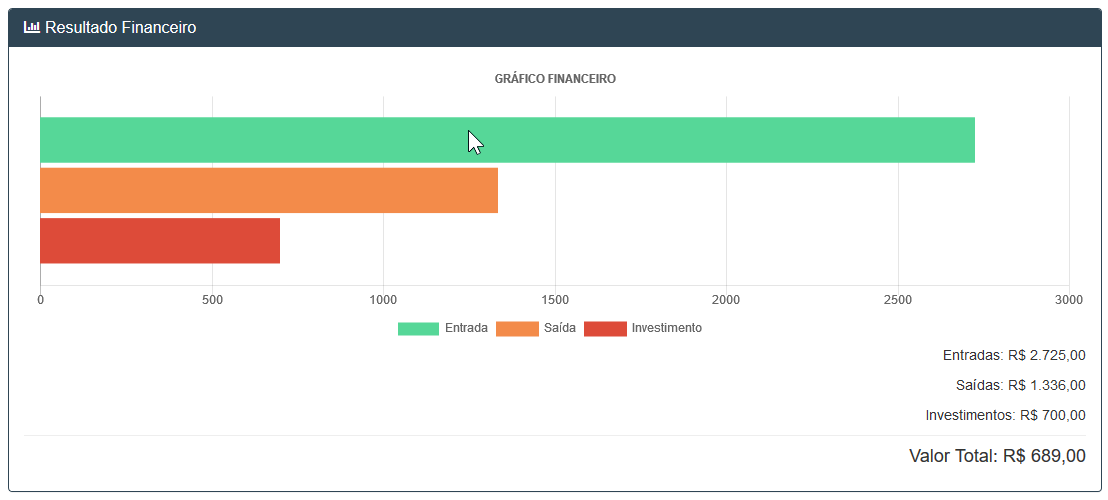 Resultado Financeiro
GRÁFICO FINANCEIRO
0 500 1000 1500 2000 2500 3000
Entrada Saída Investimento
Entradas: R$ 2.725,00
Saídas: R$ 1.336,00
Investimentos: R$ 700,00
Valor Total: R$ 689,00